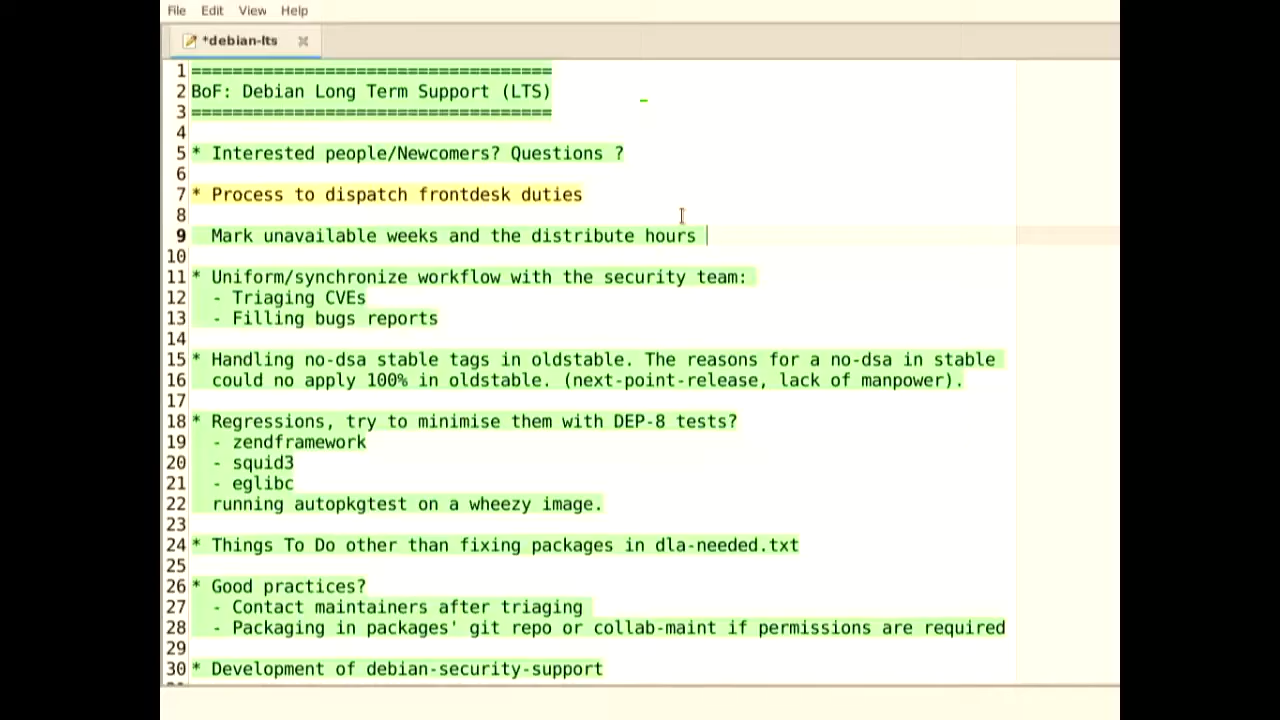 File Edit View Help
*debian-lts
1 ===================================
2 BoF: Debian Long Term Support (LTS)
3 ===================================
4
5 * Interested people/Newcomers? Questions ?
6
7 * Process to dispatch frontdesk duties
8
9 Mark unavailable weeks and the distribute hours
10
11 * Uniform/synchronize workflow with the security team:
12 - Triaging CVEs
13 - Filling bugs reports
14
15 * Handling no-dsa stable tags in oldstable. The reasons for a no-dsa in stable
16 could no apply 100% in oldstable. (next-point-release, lack of manpower).
17
18 * Regressions, try to minimise them with DEP-8 tests?
19 - zendframework
20 - squid3
21 - eglibc
22 running autopkgtest on a wheezy image.
23
24 * Things To Do other than fixing packages in dla-needed.txt
25
26 * Good practices?
27 - Contact maintainers after triaging
28 - Packaging in packages' git repo or collab-maint if permissions are required
29
30 * Development of debian-security-support